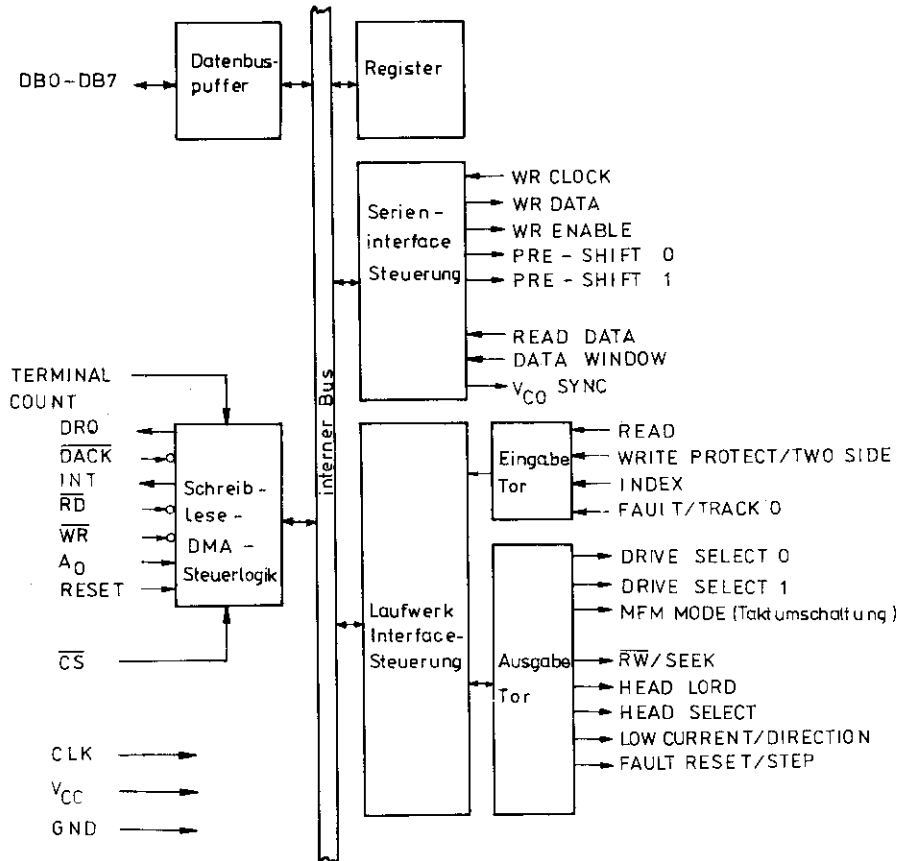 DB0-DB7
Datenbus-
puffer
Register
WR CLOCK
WR DATA
WR ENABLE
PRE - SHIFT 0
PRE - SHIFT 1
READ DATA
DATA WINDOW
VCO SYNC
Serien-
interface
Steuerung
interner Bus
TERMINAL
COUNT
DRQ
DACK
INT
RD
WR
A0
RESET
CS
Schreib-
Lese-
DMA-
Steuerlogik
Laufwerk
Interface-
Steuerung
Eingabe
Tor
READ
WRITE PROTECT/TWO SIDE
INDEX
FAULT/TRACK 0
Ausgabe
Tor
DRIVE SELECT 0
DRIVE SELECT 1
MFM MODE (Taktumschaltung)
RW/SEEK
HEAD LORD
HEAD SELECT
LOW CURRENT/DIRECTION
FAULT RESET/STEP
CLK
VCC
GND